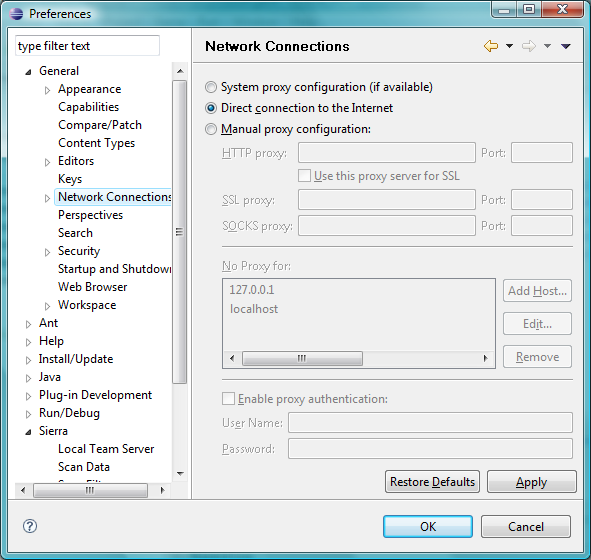 Preferences
type filter text
General
Appearance
Capabilities
Compare/Patch
Content Types
Editors
Keys
Network Connections
Perspectives
Search
Security
Startup and Shutdown
Web Browser
Workspace
Ant
Help
Install/Update
Java
Plug-in Development
Run/Debug
Sierra
Local Team Server
Scan Data
Network Connections
System proxy configuration (if available)
Direct connection to the Internet
Manual proxy configuration:
HTTP proxy: Port:
Use this proxy server for SSL
SSL proxy: Port:
SOCKS proxy: Port:
No Proxy for:
127.0.0.1
localhost
Add Host...
Edit...
Remove
Enable proxy authentication:
User Name:
Password:
Restore Defaults Apply
OK Cancel